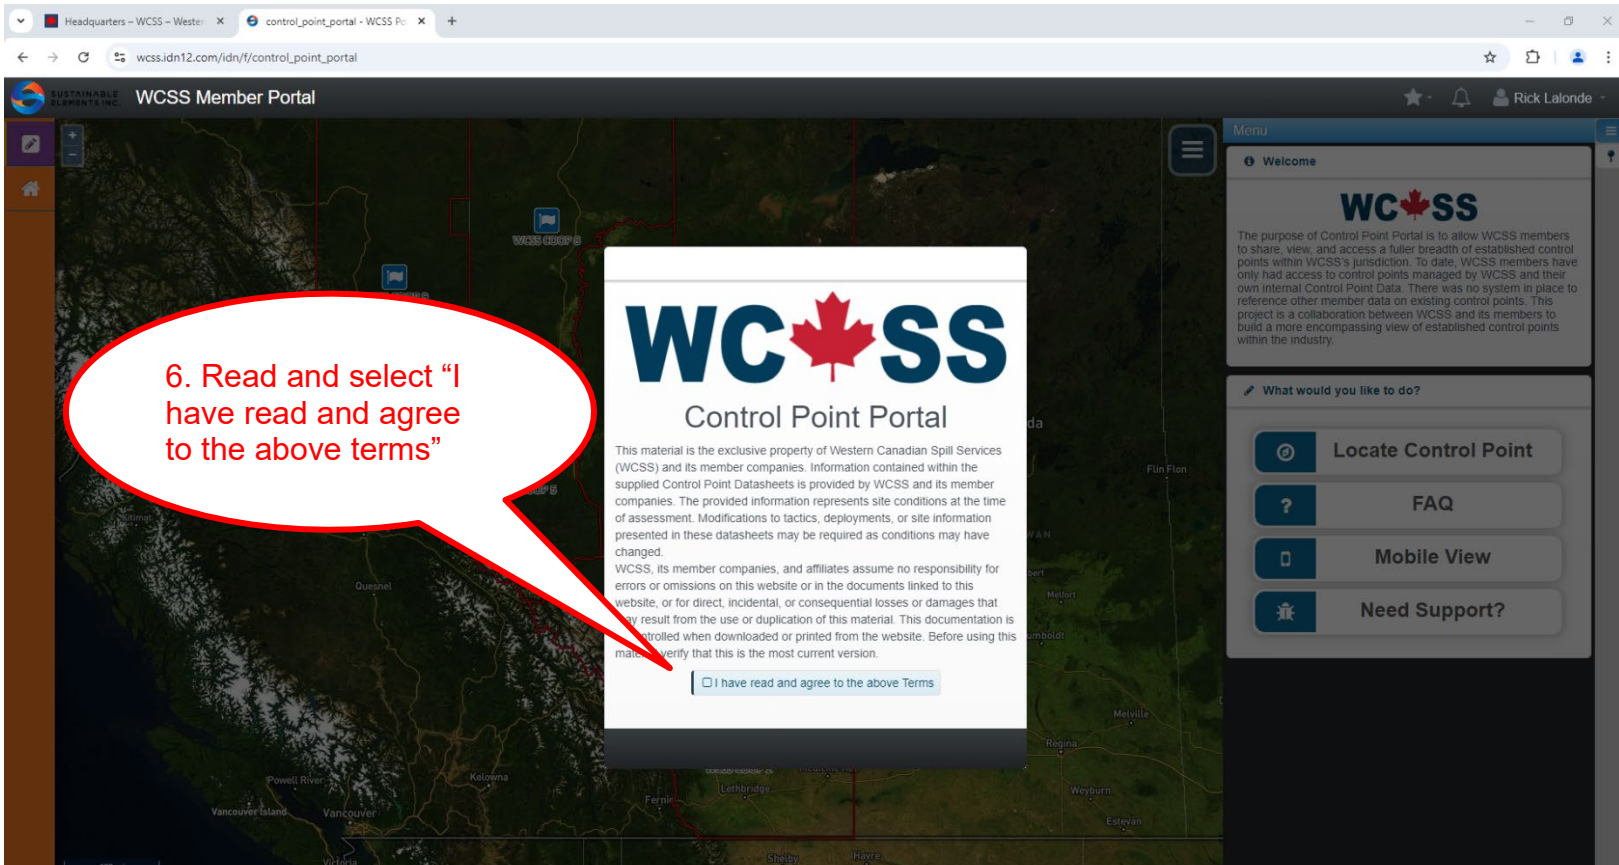 Headquarters – WCSS – Wester
control_point_portal - WCSS Po
wcss.idn12.com/idn/f/control_point_portal
SUSTAINABLE
ELEMENTS INC.
WCSS Member Portal
Rick Lalonde
Menu
WCSS COOP
6. Read and select “I
have read and agree
to the above terms”
WCSS
Control Point Portal
This material is the exclusive property of Western Canadian Spill Services
(WCSS) and its member companies. Information contained within the
supplied Control Point Datasheets is provided by WCSS and its member
companies. The provided information represents site conditions at the time
of assessment. Modifications to tactics, deployments, or site information
presented in these datasheets may be required as conditions may have
changed.
WCSS, its member companies, and affiliates assume no responsibility for
errors or omissions on this website or in the documents linked to this
website, or for direct, incidental, or consequential losses or damages that
result from the use or duplication of this material. This documentation is
when downloaded or printed from the website. Before using this
verify that this is the most current version.
I have read and agree to the above Terms
Welcome
WCSS
The purpose of Control Point Portal is to allow WCSS members
to share, view, and access a fuller breadth of established control
points within WCSS's jurisdiction. To date, WCSS members have
only had access to control points managed by WCSS and their
own internal Control Point Data. There was no system in place to
reference other member data on existing control points. This
project is a collaboration between WCSS and its members to
build a more encompassing view of established control points
within the industry.
What would you like to do?
Locate Control Point
FAQ
Mobile View
Need Support?
da
Flin Flon
Kitimat
Quesnel
Melfort
umboldt
Melville
Regina
Powell River
Kelowna
Lethbridge
Weyburn
Fernie
Vancouver Island
Vancouver
Estevan
Victoria
Shelby
Havre